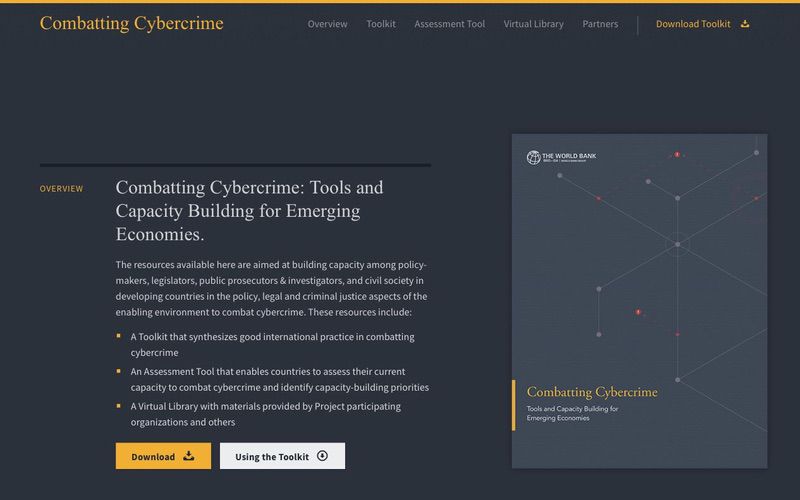 Combatting Cybercrime
Overview Toolkit Assessment Tool Virtual Library Partners Download Toolkit
OVERVIEW
Combatting Cybercrime: Tools and
Capacity Building for Emerging
Economies.
The resources available here are aimed at building capacity among policy-
makers, legislators, public prosecutors & investigators, and civil society in
developing countries in the policy, legal and criminal justice aspects of the
enabling environment to combat cybercrime. These resources include:
A Toolkit that synthesizes good international practice in combatting
cybercrime
An Assessment Tool that enables countries to assess their current
capacity to combat cybercrime and identify capacity-building priorities
A Virtual Library with materials provided by Project participating
organizations and others
Download
Using the Toolkit
THE WORLD BANK
Combatting Cybercrime
Tools and Capacity Building for
Emerging Economies